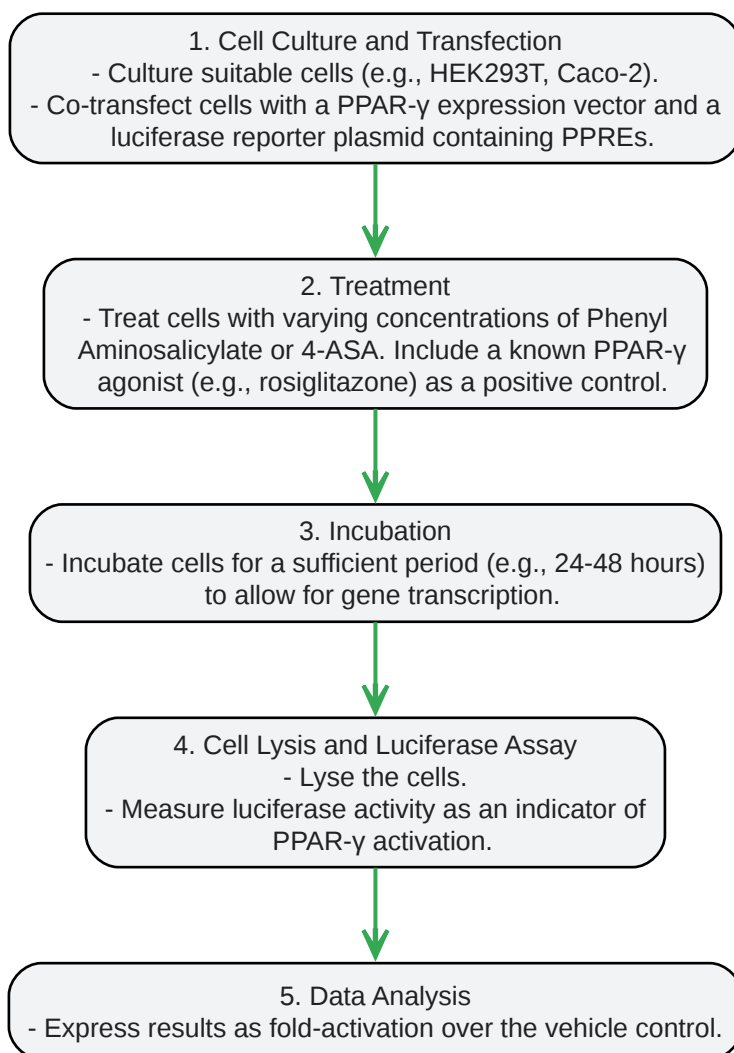 1. Cell Culture and Transfection
- Culture suitable cells (e.g., HEK293T, Caco-2).
- Co-transfect cells with a PPAR-γ expression vector and a
luciferase reporter plasmid containing PPREs.
2. Treatment
- Treat cells with varying concentrations of Phenyl
Aminosalicylate or 4-ASA. Include a known PPAR-γ
agonist (e.g., rosiglitazone) as a positive control.
3. Incubation
- Incubate cells for a sufficient period (e.g., 24-48 hours)
to allow for gene transcription.
4. Cell Lysis and Luciferase Assay
- Lyse the cells.
- Measure luciferase activity as an indicator of
PPAR-γ activation.
5. Data Analysis
- Express results as fold-activation over the vehicle control.